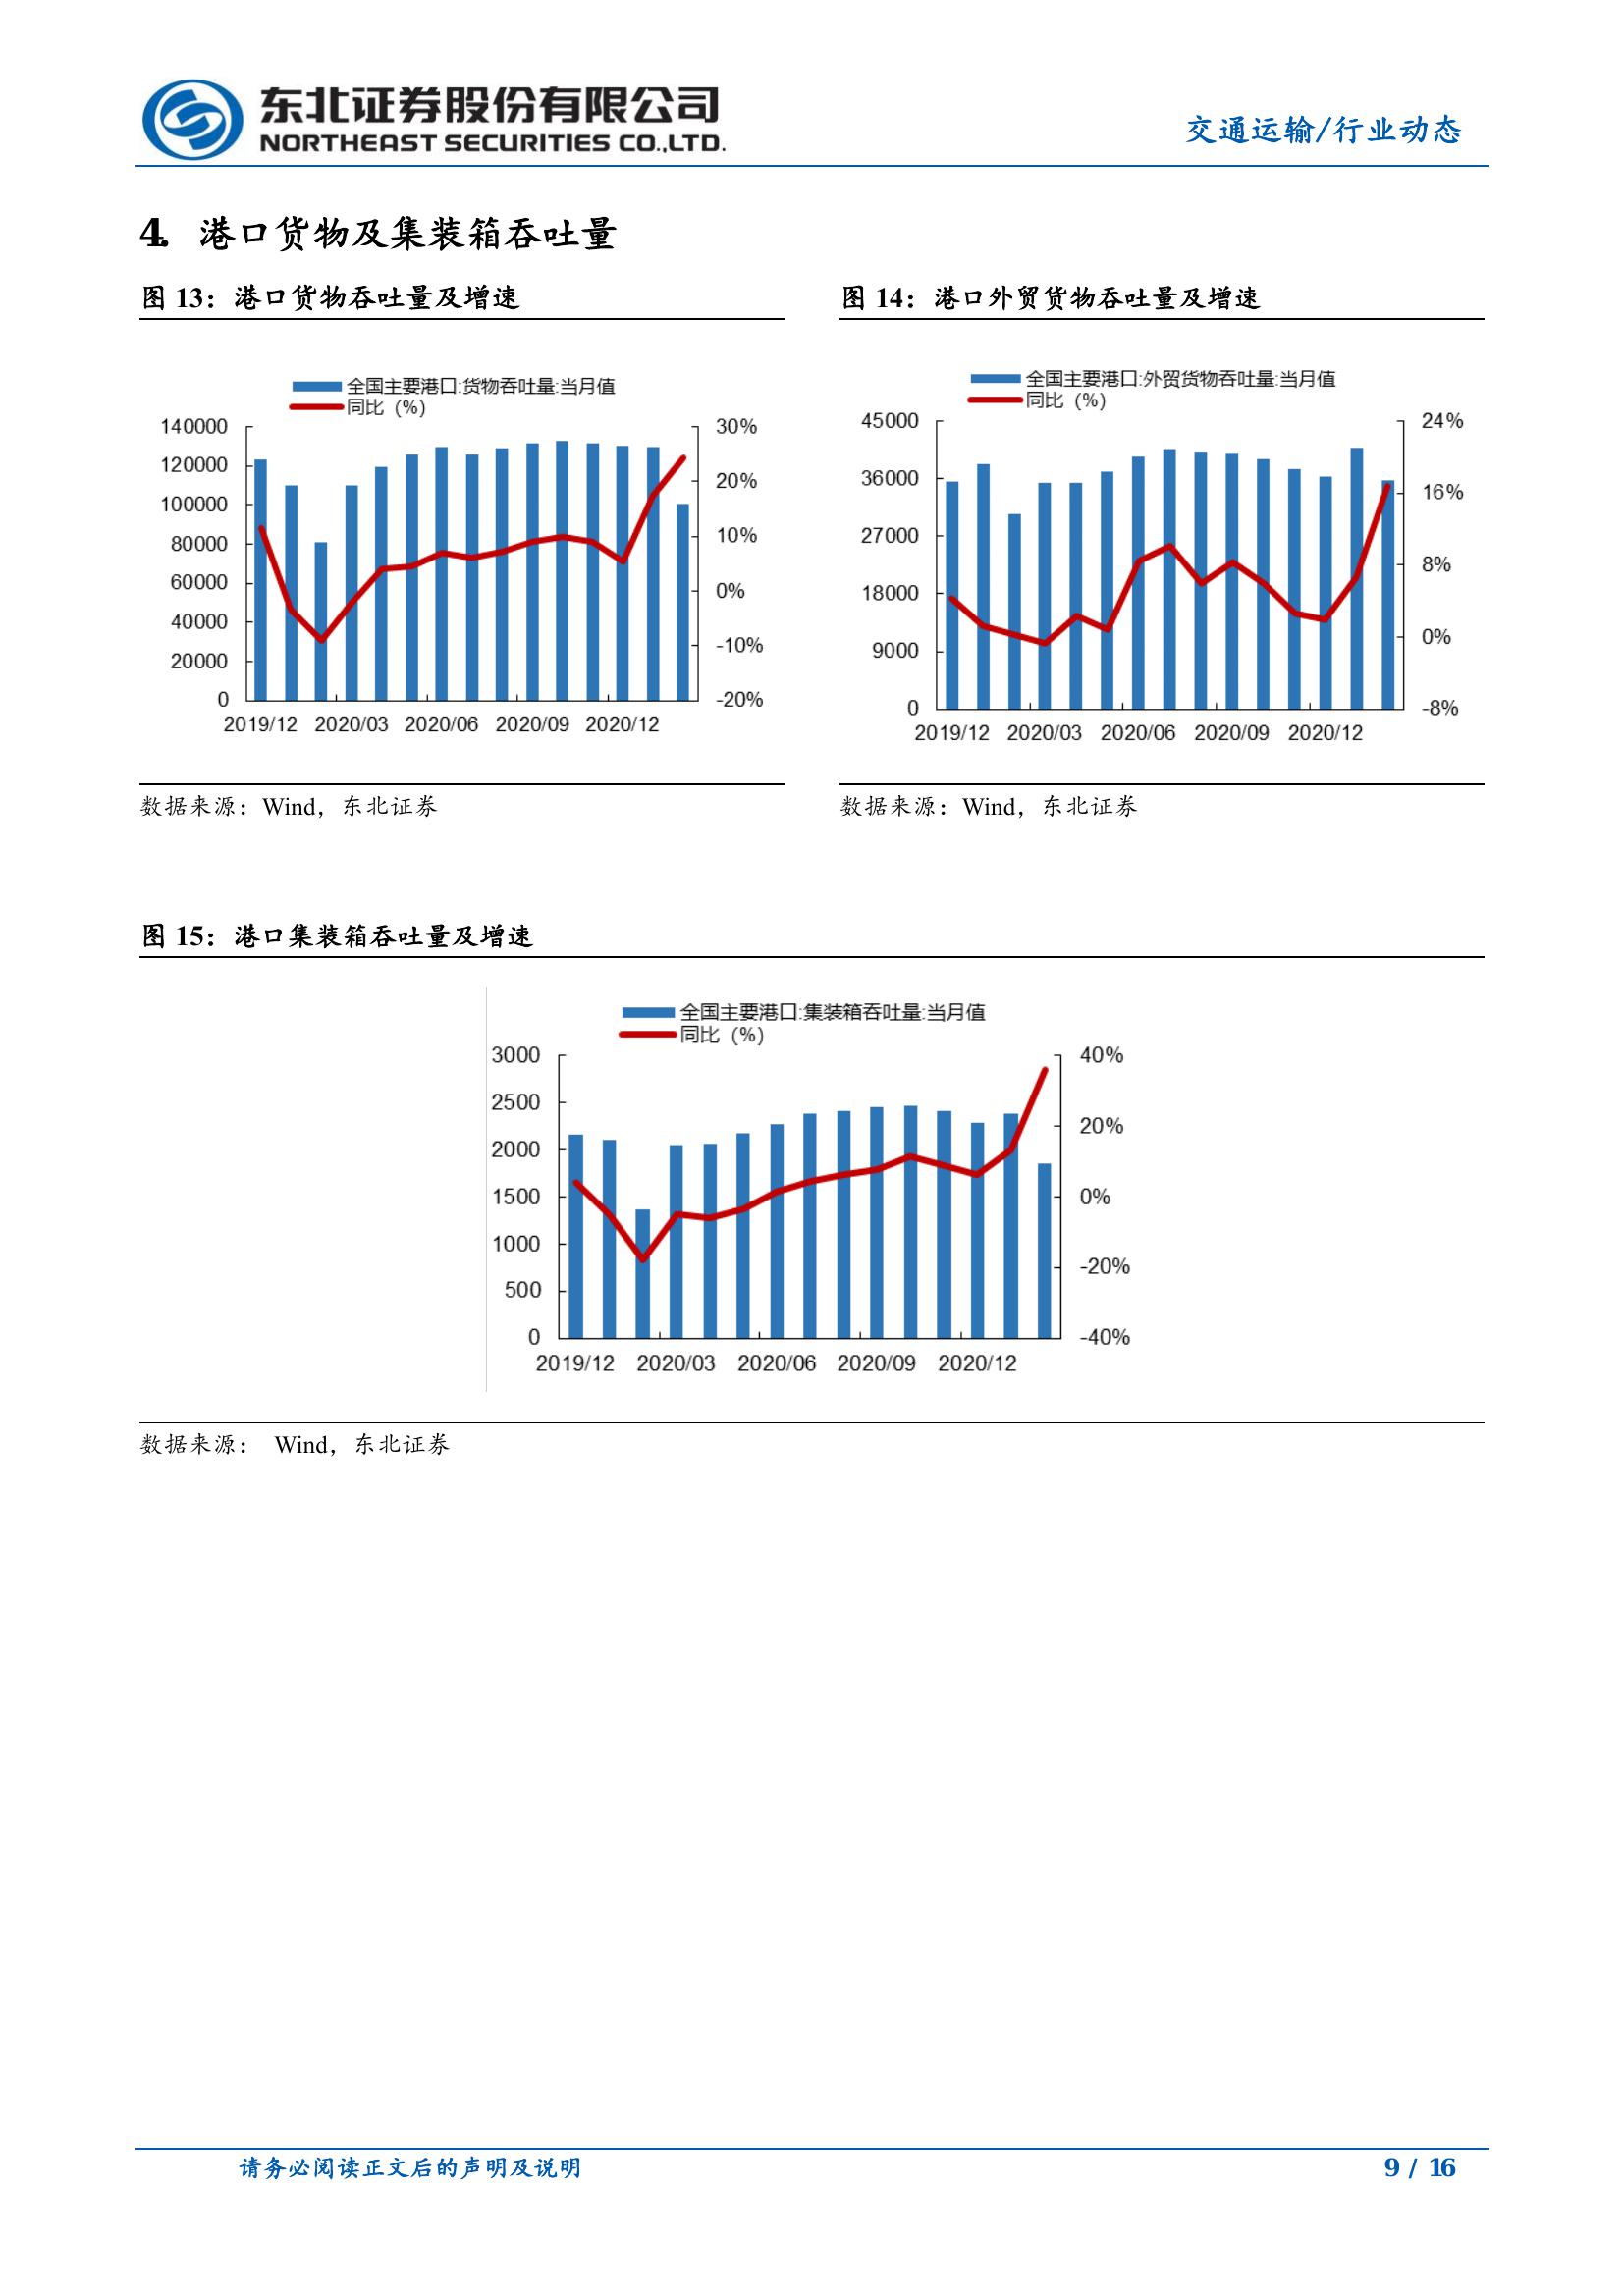 东北证券股份有限公司
NORTHEAST SECURITIES CO.,LTD.
交通运输/行业动态
4. 港口货物及集装箱吞吐量
图 13：港口货物吞吐量及增速
全国主要港口:货物吞吐量:当月值
同比（%）
140000
120000
100000
80000
60000
40000
20000
0
30%
20%
10%
0%
-10%
-20%
2019/12 2020/03 2020/06 2020/09 2020/12
数据来源：Wind，东北证券
图 14：港口外贸货物吞吐量及增速
全国主要港口:外贸货物吞吐量:当月值
同比（%）
45000
36000
27000
18000
9000
0
24%
16%
8%
0%
-8%
2019/12 2020/03 2020/06 2020/09 2020/12
数据来源：Wind，东北证券
图 15：港口集装箱吞吐量及增速
全国主要港口:集装箱吞吐量:当月值
同比（%）
3000
2500
2000
1500
1000
500
0
40%
20%
0%
-20%
-40%
2019/12 2020/03 2020/06 2020/09 2020/12
数据来源： Wind，东北证券
请务必阅读正文后的声明及说明
9 / 16